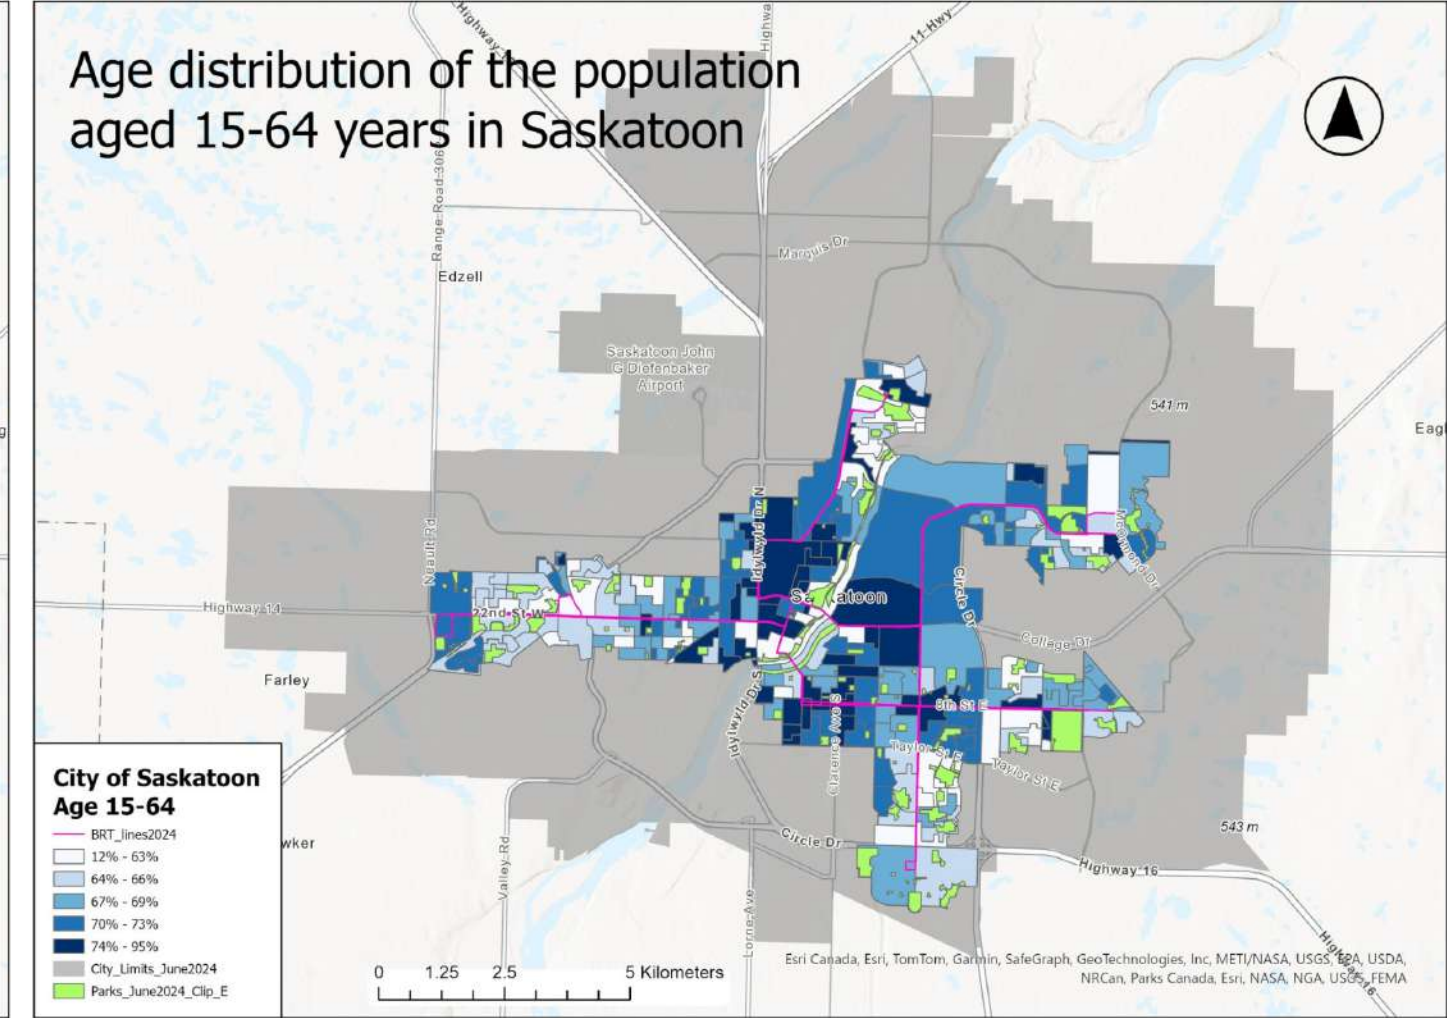 Age distribution of the population
aged 15-64 years in Saskatoon
Highway
Highwa
11 Hwy
Range Road 306
Marquis Dr
Edzell
Saskatoon John
G Diefenbaker
Airport
541 m
Eagl
g
Neault Rd
Idylwyld Dr N
Mcormond Dr
Circle Dr
Highway 14
22nd St W
Saskatoon
College Dr
Farley
Idylwyld Dr S
Clarence Ave S
8th St E
Taylor St E
Taylor St E
wker
Valley Rd
Circle Dr
Lorne Ave
543 m
Highway 16
Highway 16
City of Saskatoon
Age 15-64
BRT_lines2024
12% - 63%
64% - 66%
67% - 69%
70% - 73%
74% - 95%
City_Limits_June2024
Parks_June2024_Clip_E
0 1.25 2.5 5 Kilometers
Esri Canada, Esri, TomTom, Garmin, SafeGraph, GeoTechnologies, Inc, METI/NASA, USGS, EPA, USDA,
NRCan, Parks Canada, Esri, NASA, NGA, USGS, FEMA